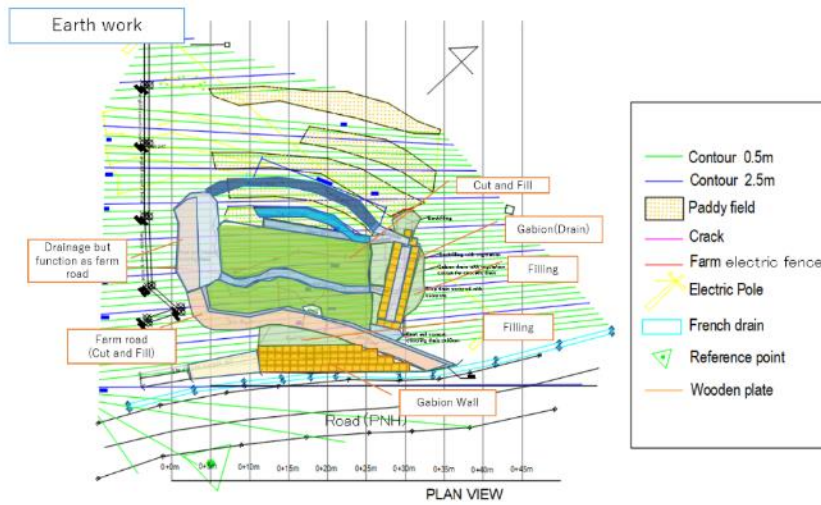 Earth work
Cut and Fill
Gabion(Drain)
Filling
Filling
Drainage but
function as farm
road
Farm road
(Cut and Fill)
Gabion Wall
Road (PNH)
0+0m
0+5m
0+10m
0+15m
0+20m
0+25m
0+30m
0+35m
0+40m
0+45m
PLAN VIEW
Contour 0.5m
Contour 2.5m
Paddy field
Crack
Farm electric fence
Electric Pole
French drain
Reference point
Wooden plate